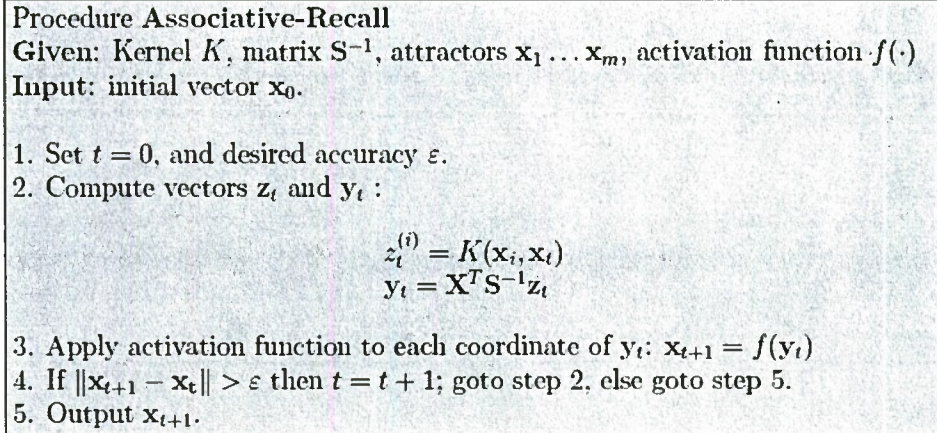 Procedure Associative-Recall
Given: Kernel K, matrix S⁻¹, attractors x₁ … xₘ, activation function f(·)
Input: initial vector x₀.
1. Set t = 0, and desired accuracy ε.
2. Compute vectors zₜ and yₜ :
zₜ⁽ⁱ⁾ = K(xᵢ, xₜ)
yₜ = XᵀS⁻¹zₜ
3. Apply activation function to each coordinate of yₜ: xₜ₊₁ = f(yₜ)
4. If ||xₜ₊₁ − xₜ|| > ε then t = t + 1; goto step 2, else goto step 5.
5. Output xₜ₊₁.